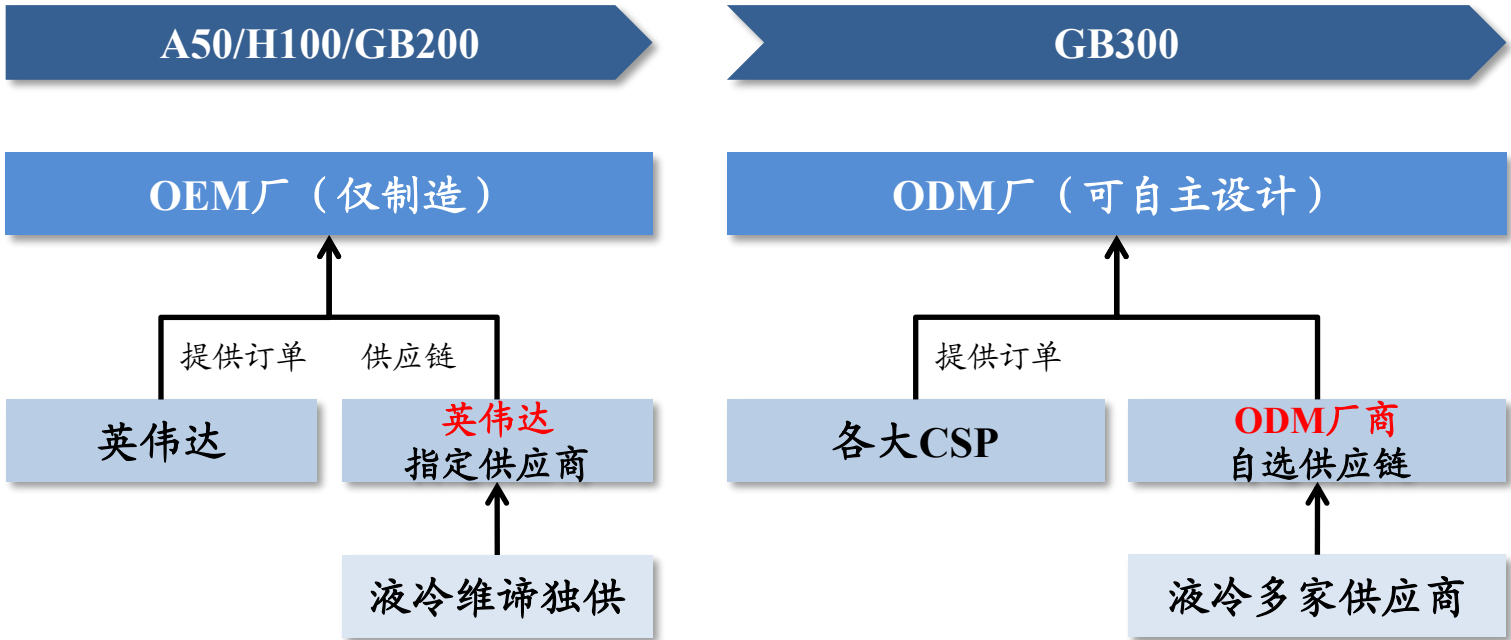 A50/H100/GB200
GB300
OEM厂（仅制造）
ODM厂（可自主设计）
提供订单
供应链
提供订单
英伟达
英伟达
指定供应商
各大CSP
ODM厂商
自选供应链
液冷维谛独供
液冷多家供应商